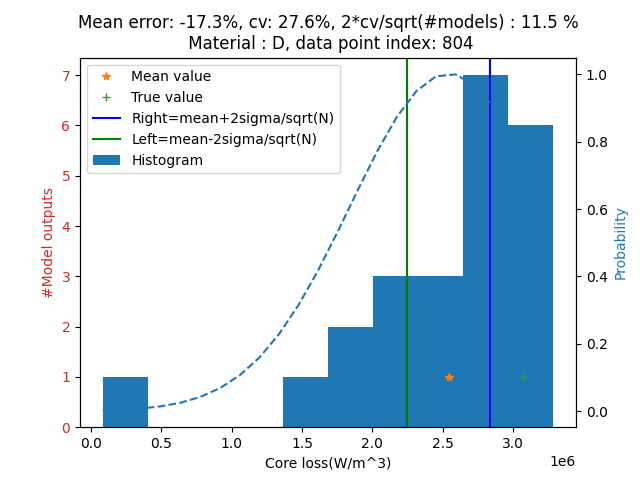 Mean error: -17.3%, cv: 27.6%, 2*cv/sqrt(#models) : 11.5 %
Material : D, data point index: 804
Mean value
True value
Right=mean+2sigma/sqrt(N)
Left=mean-2sigma/sqrt(N)
Histogram
#Model outputs
7
6
5
4
3
2
1
0
1.0
0.8
0.6
0.4
0.2
0.0
Probability
0.0 0.5 1.0 1.5 2.0 2.5 3.0
1e6
Core loss(W/m^3)